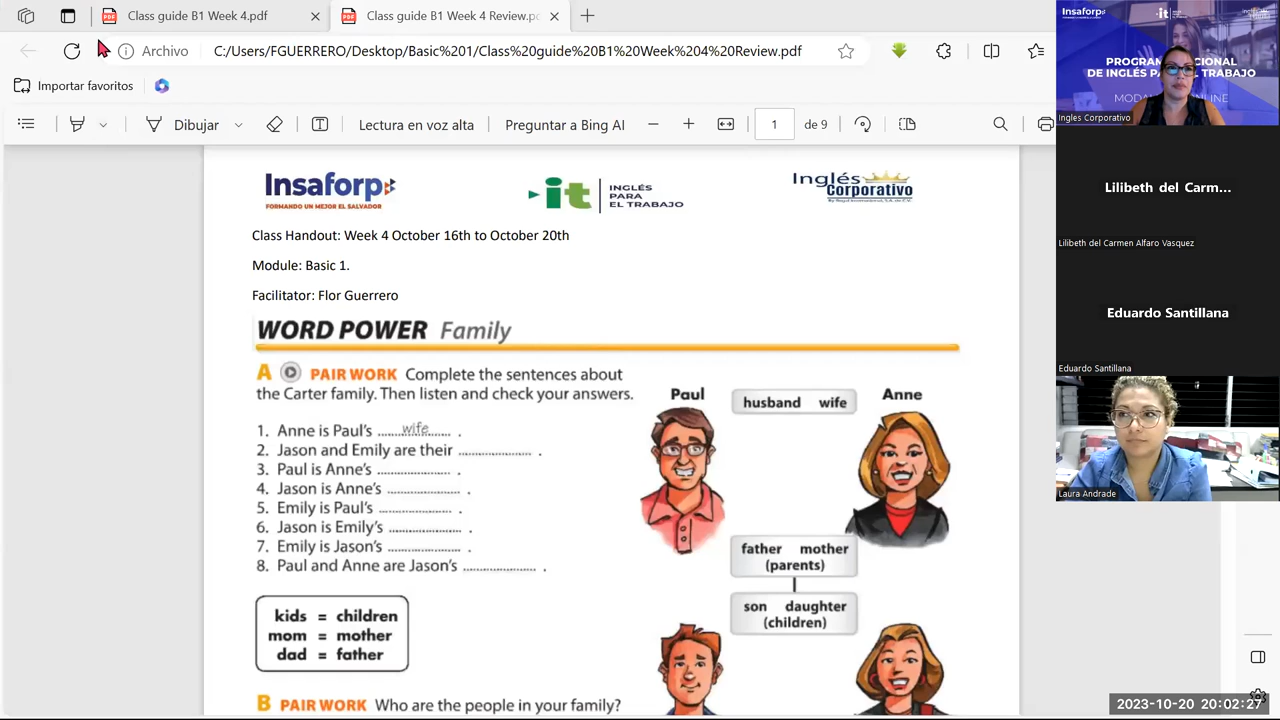 Class guide B1 Week 4.pdf
Class guide B1 Week 4 Review.pdf
Archivo
C:/Users/FGUERRERO/Desktop/Basic%201/Class%20guide%20B1%20Week%204%20Review.pdf
Importar favoritos
Dibujar
Lectura en voz alta
Preguntar a Bing AI
1
de 9
Insaforp
FORMANDO UN MEJOR EL SALVADOR
it
INGLÉS
PARA
EL TRABAJO
Inglés
Corporativo
Class Handout: Week 4 October 16th to October 20th
Module: Basic 1.
Facilitator: Flor Guerrero
WORD POWER Family
A PAIR WORK Complete the sentences about
the Carter family. Then listen and check your answers.
1. Anne is Paul's ....wife.... .
2. Jason and Emily are their .................. .
3. Paul is Anne's .................. .
4. Jason is Anne's .................. .
5. Emily is Paul's .................. .
6. Jason is Emily's .................. .
7. Emily is Jason's .................. .
8. Paul and Anne are Jason's .................. .
kids = children
mom = mother
dad = father
Paul
husband wife
Anne
father mother
(parents)
son daughter
(children)
B PAIR WORK Who are the people in your family?
Insaforp
it
DE INGLÉS
EL TRABAJO
Ingles Corporativo
Lilibeth del Carm...
Lilibeth del Carmen Alfaro Vasquez
Eduardo Santillana
Eduardo Santillana
Laura Andrade
2023-10-20 20:02:27